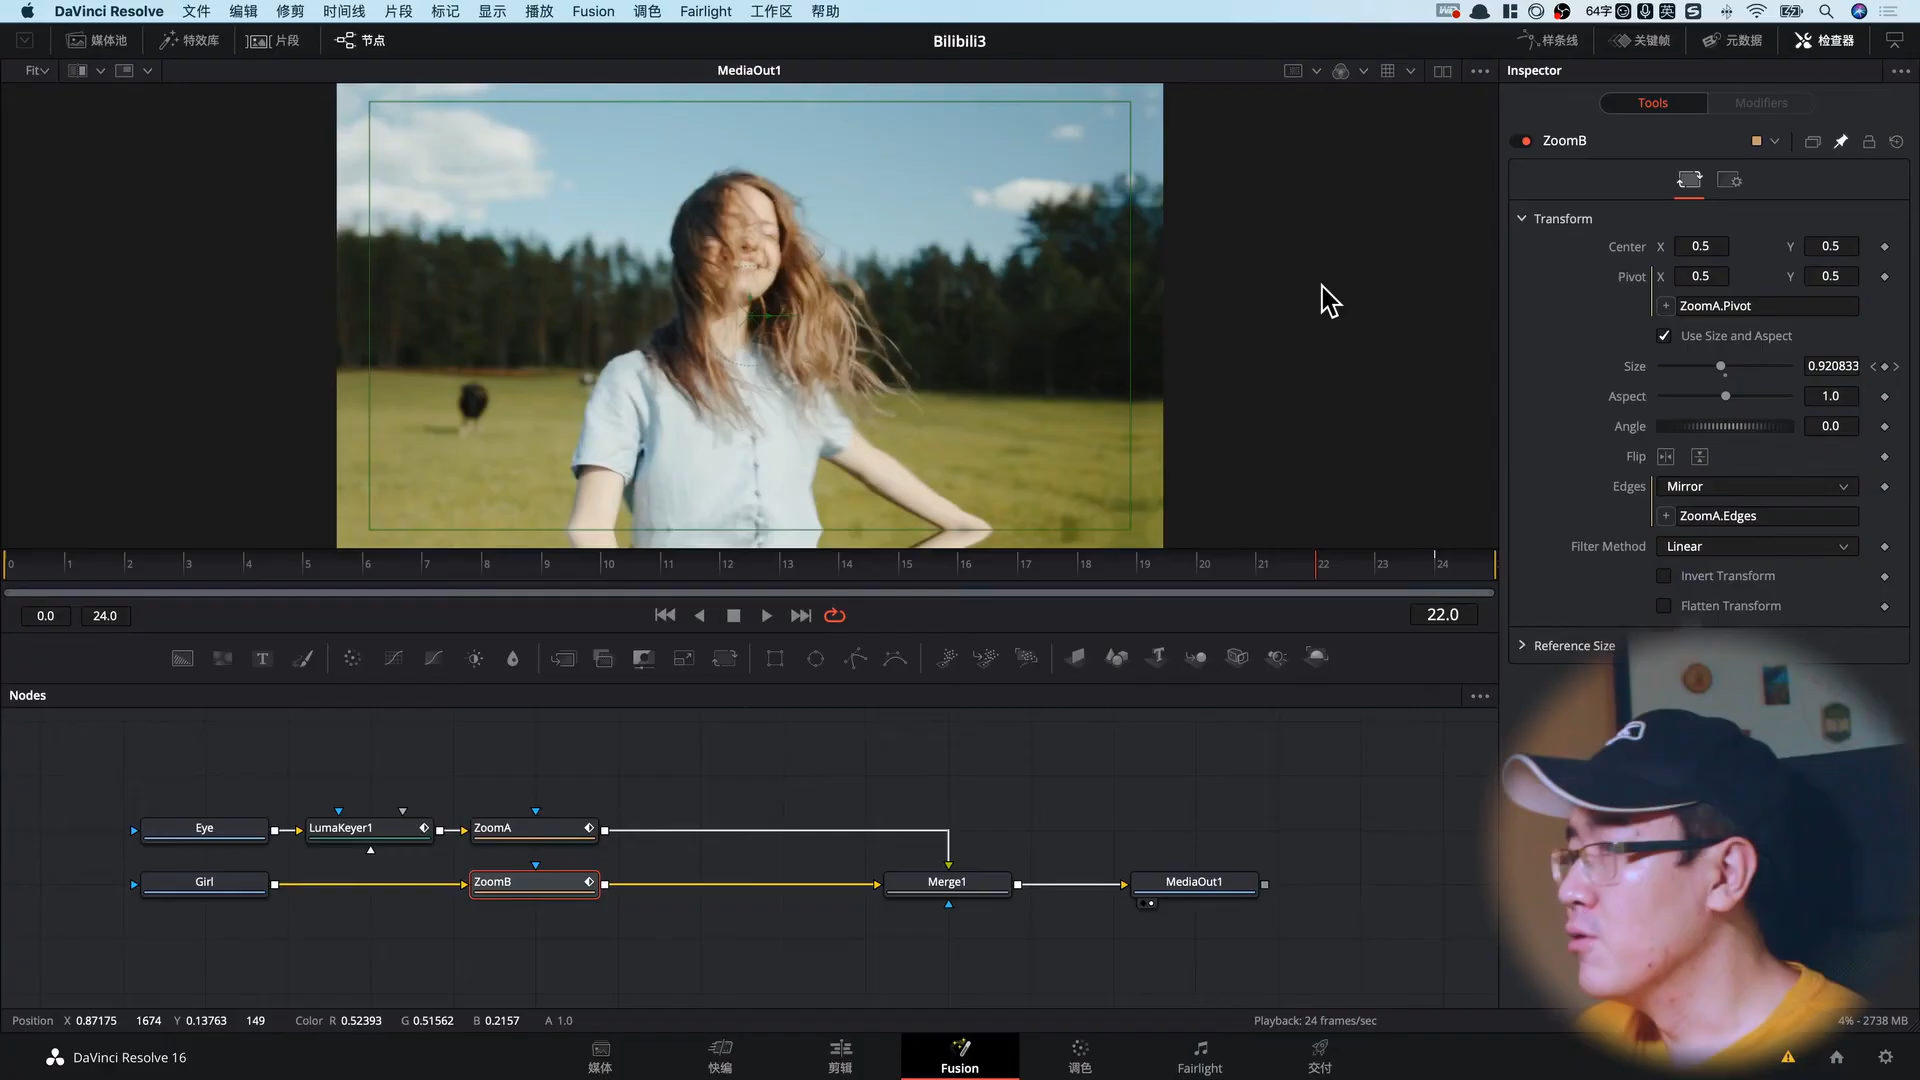 DaVinci Resolve 文件 编辑 修剪 时间线 片段 标记 显示 播放 Fusion 调色 Fairlight 工作区 帮助 64字 英
媒体池 特效库 片段 节点 Bilibili3 样条线 关键帧 元数据 检查器
Fit MediaOut1 Inspector
Tools Modifiers
ZoomB
Transform
Center X 0.5 Y 0.5
Pivot X 0.5 Y 0.5
ZoomA.Pivot
Use Size and Aspect
Size 0.920833
Aspect 1.0
Angle 0.0
Flip
Edges Mirror
ZoomA.Edges
Filter Method Linear
Invert Transform
Flatten Transform
Reference Size
0 1 2 3 4 5 6 7 8 9 10 11 12 13 14 15 16 17 18 19 20 21 22 23 24
0.0 24.0 22.0
T T
Nodes
Eye LumaKeyer1 ZoomA
Girl ZoomB Merge1 MediaOut1
Position X 0.87175 1674 Y 0.13763 149 Color R 0.52393 G 0.51562 B 0.2157 A 1.0 Playback: 24 frames/sec 4% - 2738 MB
DaVinci Resolve 16 媒体 快编 剪辑 Fusion 调色 Fairlight 交付